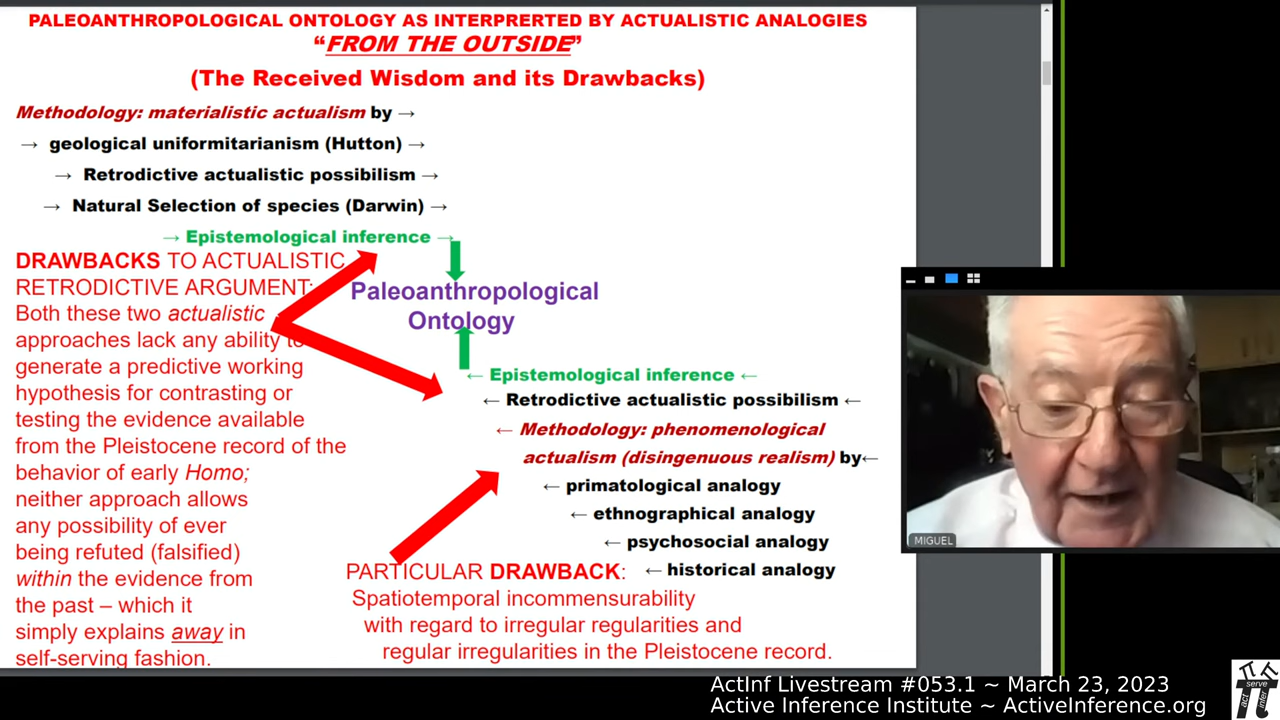 PALEOANTHROPOLOGICAL ONTOLOGY AS INTERPRERTED BY ACTUALISTIC ANALOGIES
“FROM THE OUTSIDE”
(The Received Wisdom and its Drawbacks)
Methodology: materialistic actualism by →
→ geological uniformitarianism (Hutton) →
→ Retrodictive actualistic possibilism →
→ Natural Selection of species (Darwin) →
→ Epistemological inference →
DRAWBACKS TO ACTUALISTIC
RETRODICTIVE ARGUMENT:
Both these two actualistic
approaches lack any ability to
generate a predictive working
hypothesis for contrasting or
testing the evidence available
from the Pleistocene record of the
behavior of early Homo;
neither approach allows
any possibility of ever
being refuted (falsified)
within the evidence from
the past – which it
simply explains away in
self-serving fashion.
Paleoanthropological
Ontology
← Epistemological inference ←
← Retrodictive actualistic possibilism ←
← Methodology: phenomenological
actualism (disingenuous realism) by←
← primatological analogy
← ethnographical analogy
← psychosocial analogy
← historical analogy
PARTICULAR DRAWBACK:
Spatiotemporal incommensurability
with regard to irregular regularities and
regular irregularities in the Pleistocene record.
MIGUEL
ActInf Livestream #053.1 ~ March 23, 2023
Active Inference Institute ~ ActiveInference.org
serve
act
infer